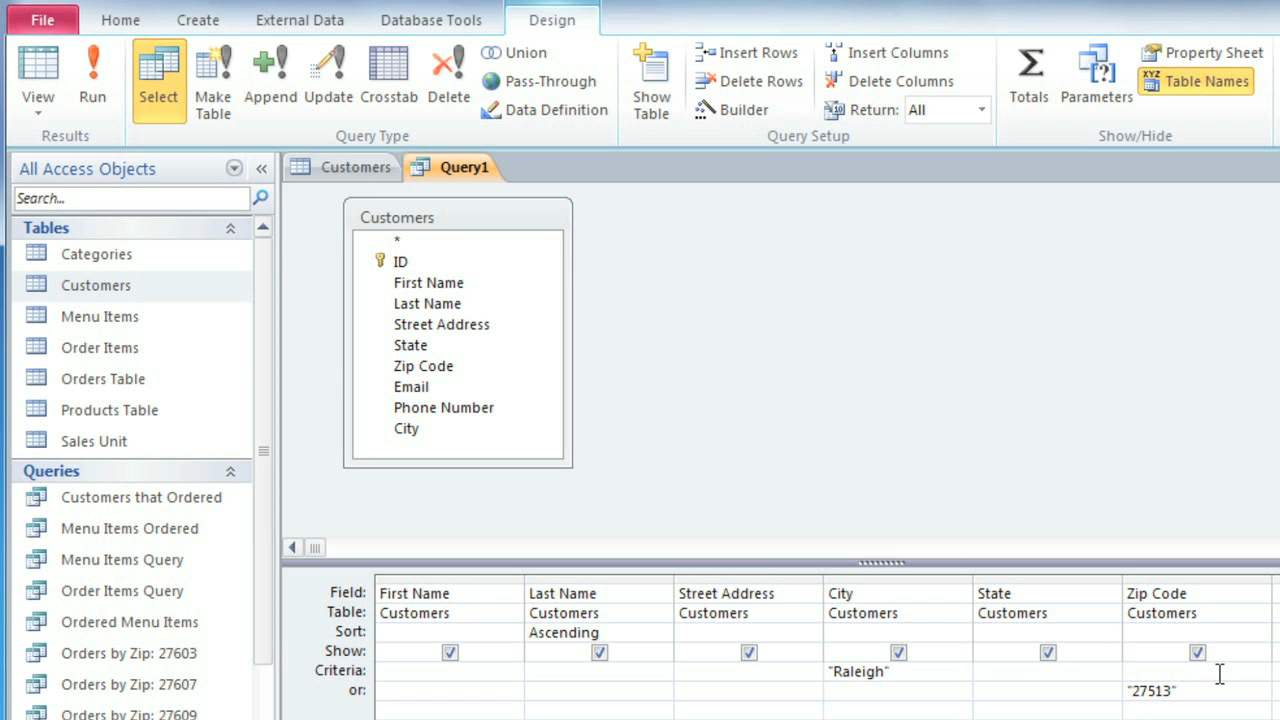 File Home Create External Data Database Tools Design
View Run Select Make Table Append Update Crosstab Delete
Union
Pass-Through
Data Definition
Show Table
Insert Rows
Delete Rows
Builder
Insert Columns
Delete Columns
Return: All
Totals Parameters
Property Sheet
XYZ Table Names
Results Query Type Query Setup Show/Hide
All Access Objects
Search...
Tables
Categories
Customers
Menu Items
Order Items
Orders Table
Products Table
Sales Unit
Queries
Customers that Ordered
Menu Items Ordered
Menu Items Query
Order Items Query
Ordered Menu Items
Orders by Zip: 27603
Orders by Zip: 27607
Orders by Zip: 27609
Customers Query1
Customers
*
ID
First Name
Last Name
Street Address
State
Zip Code
Email
Phone Number
City
Field: First Name Last Name Street Address City State Zip Code
Table: Customers Customers Customers Customers Customers Customers
Sort: Ascending
Show:
Criteria: "Raleigh"
or: "27513"